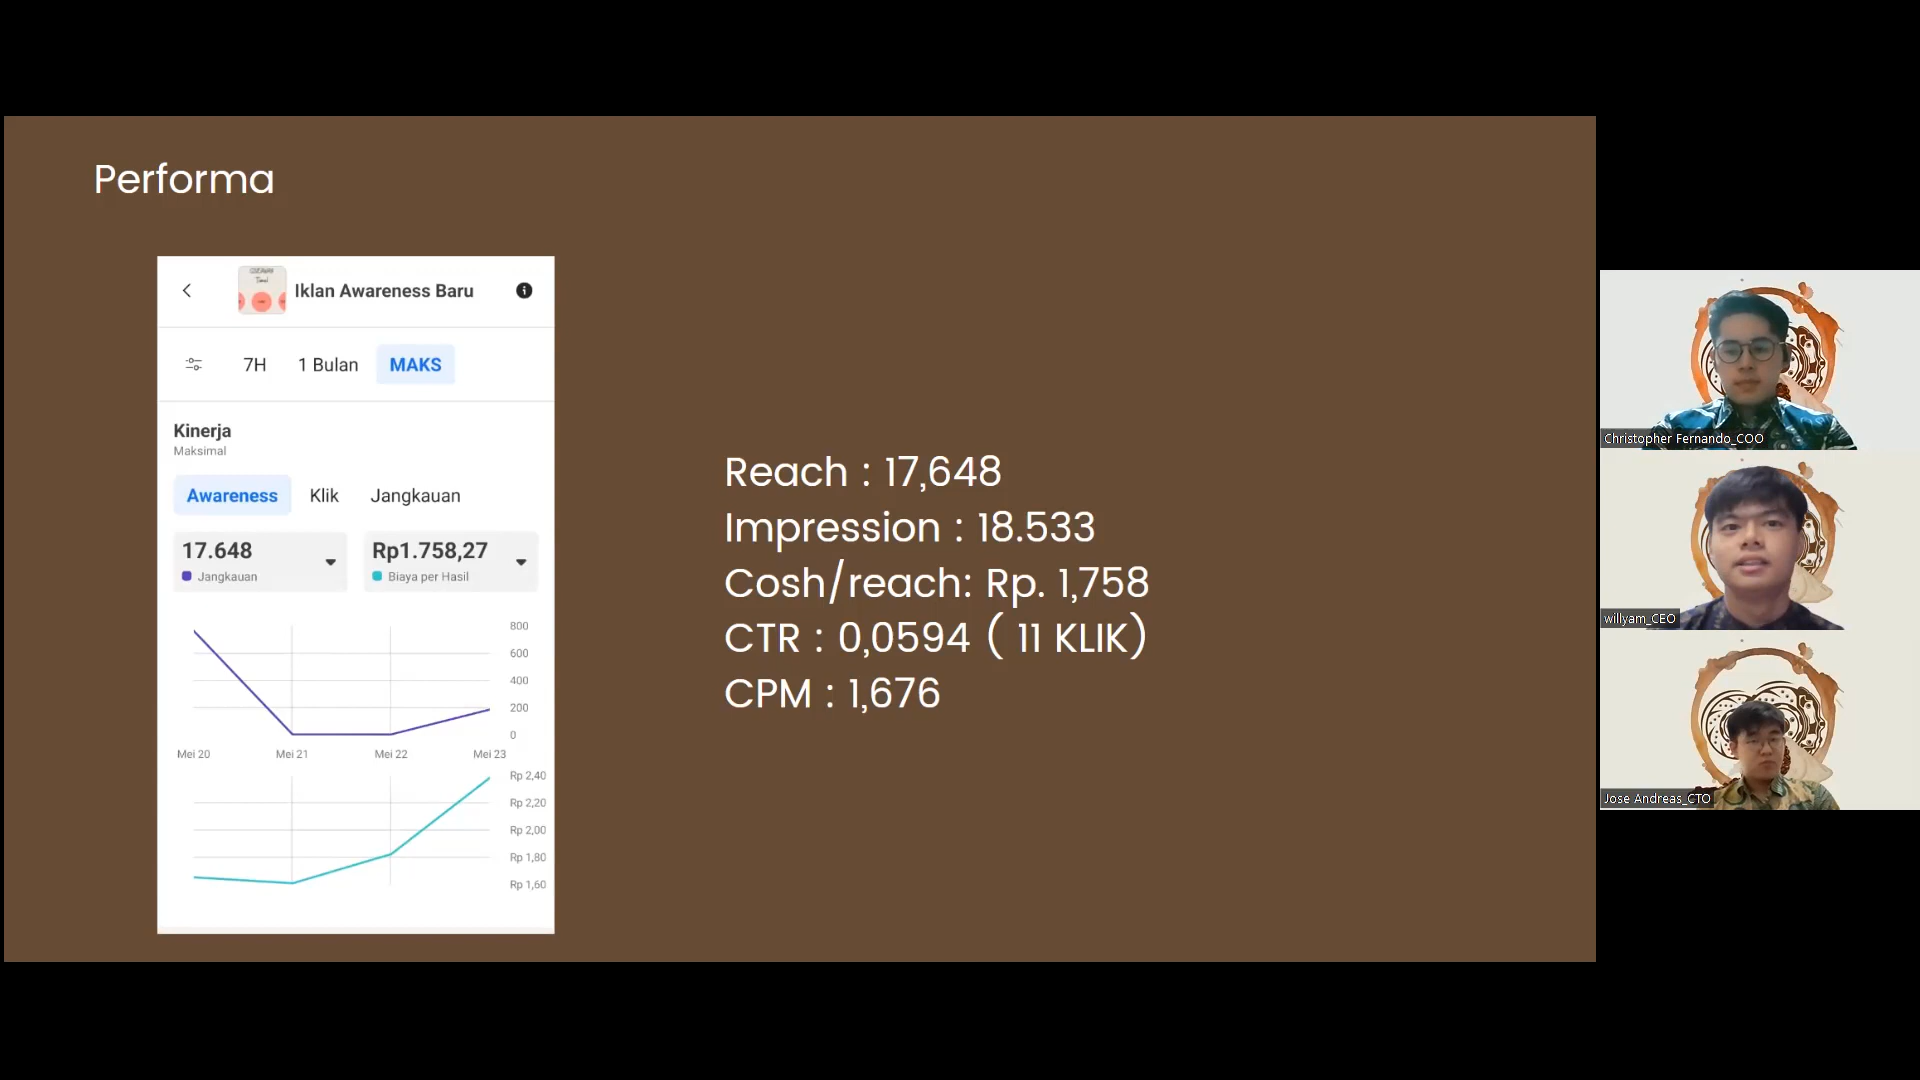 Performa
Iklan Awareness Baru
7H 1 Bulan MAKS
Kinerja
Maksimal
Awareness Klik Jangkauan
17.648 Rp1.758,27
Jangkauan Biaya per Hasil
800
600
400
200
0
Mei 20 Mei 21 Mei 22 Mei 23
Rp 2,40
Rp 2,20
Rp 2,00
Rp 1,80
Rp 1,60
Reach : 17,648
Impression : 18.533
Cosh/reach: Rp. 1,758
CTR : 0,0594 ( 11 KLIK)
CPM : 1,676
Christopher Fernando_COO
willyam_CEO
Jose Andreas_CTO